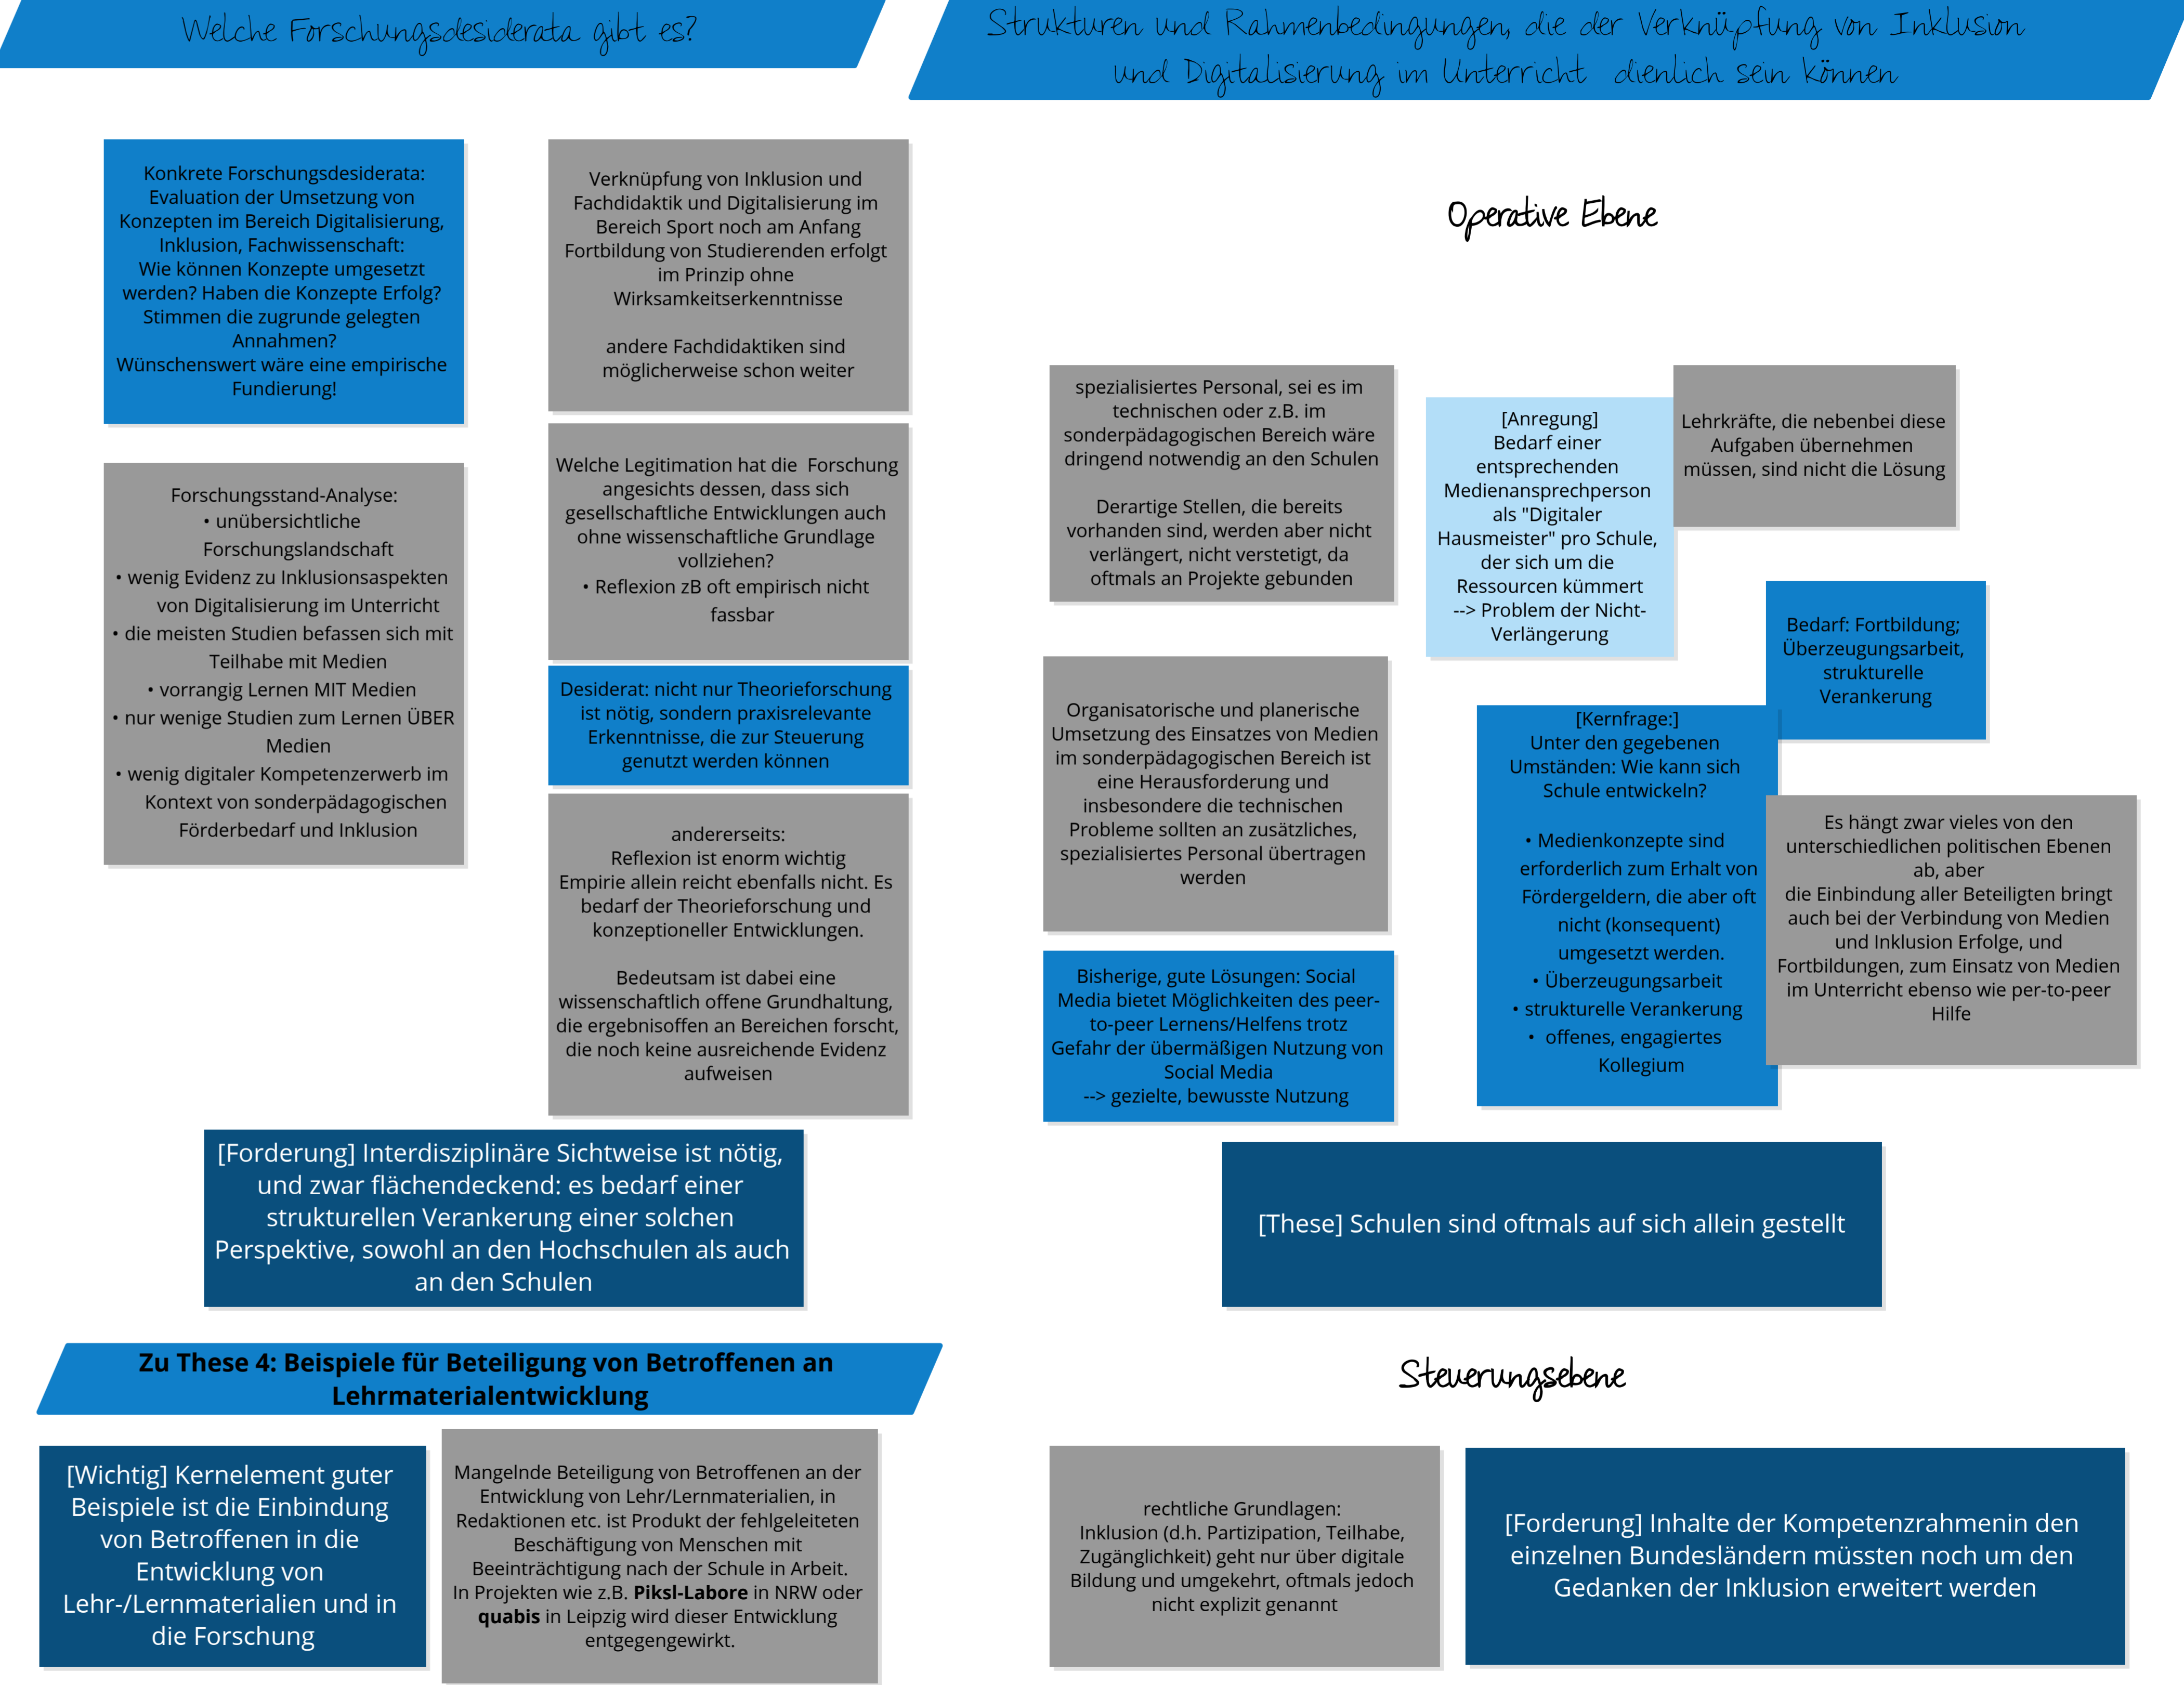 Welche Forschungsdesiderata gibt es?
Konkrete Forschungsdesiderata:
Evaluation der Umsetzung von
Konzepten im Bereich Digitalisierung,
Inklusion, Fachwissenschaft:
Wie können Konzepte umgesetzt
werden? Haben die Konzepte Erfolg?
Stimmen die zugrunde gelegten
Annahmen?
Wünschenswert wäre eine empirische
Fundierung!
Forschungsstand-Analyse:
• unübersichtliche
Forschungslandschaft
• wenig Evidenz zu Inklusionsaspekten
von Digitalisierung im Unterricht
• die meisten Studien befassen sich mit
Teilhabe mit Medien
• vorrangig Lernen MIT Medien
• nur wenige Studien zum Lernen ÜBER
Medien
• wenig digitaler Kompetenzerwerb im
Kontext von sonderpädagogischen
Förderbedarf und Inklusion
Verknüpfung von Inklusion und
Fachdidaktik und Digitalisierung im
Bereich Sport noch am Anfang
Fortbildung von Studierenden erfolgt
im Prinzip ohne
Wirksamkeitserkenntnisse
andere Fachdidaktiken sind
möglicherweise schon weiter
Welche Legitimation hat die Forschung
angesichts dessen, dass sich
gesellschaftliche Entwicklungen auch
ohne wissenschaftliche Grundlage
vollziehen?
• Reflexion zB oft empirisch nicht
fassbar
Desiderat: nicht nur Theorieforschung
ist nötig, sondern praxisrelevante
Erkenntnisse, die zur Steuerung
genutzt werden können
andererseits:
Reflexion ist enorm wichtig
Empirie allein reicht ebenfalls nicht. Es
bedarf der Theorieforschung und
konzeptioneller Entwicklungen.
Bedeutsam ist dabei eine
wissenschaftlich offene Grundhaltung,
die ergebnisoffen an Bereichen forscht,
die noch keine ausreichende Evidenz
aufweisen
[Forderung] Interdisziplinäre Sichtweise ist nötig,
und zwar flächendeckend: es bedarf einer
strukturellen Verankerung einer solchen
Perspektive, sowohl an den Hochschulen als auch
an den Schulen
Zu These 4: Beispiele für Beteiligung von Betroffenen an
Lehrmaterialentwicklung
[Wichtig] Kernelement guter
Beispiele ist die Einbindung
von Betroffenen in die
Entwicklung von
Lehr-/Lernmaterialien und in
die Forschung
Mangelnde Beteiligung von Betroffenen an der
Entwicklung von Lehr/Lernmaterialien, in
Redaktionen etc. ist Produkt der fehlgeleiteten
Beschäftigung von Menschen mit
Beeinträchtigung nach der Schule in Arbeit.
In Projekten wie z.B. Piksl-Labore in NRW oder
quabis in Leipzig wird dieser Entwicklung
entgegengewirkt.
Strukturen und Rahmenbedingungen, die der Verknüpfung von Inklusion
und Digitalisierung im Unterricht dienlich sein können
Operative Ebene
spezialisiertes Personal, sei es im
technischen oder z.B. im
sonderpädagogischen Bereich wäre
dringend notwendig an den Schulen
Derartige Stellen, die bereits
vorhanden sind, werden aber nicht
verlängert, nicht verstetigt, da
oftmals an Projekte gebunden
[Anregung]
Bedarf einer
entsprechenden
Medienansprechperson
als "Digitaler
Hausmeister" pro Schule,
der sich um die
Ressourcen kümmert
--> Problem der Nicht-
Verlängerung
Lehrkräfte, die nebenbei diese
Aufgaben übernehmen
müssen, sind nicht die Lösung
Bedarf: Fortbildung;
Überzeugungsarbeit,
strukturelle
Verankerung
Organisatorische und planerische
Umsetzung des Einsatzes von Medien
im sonderpädagogischen Bereich ist
eine Herausforderung und
insbesondere die technischen
Probleme sollten an zusätzliches,
spezialisiertes Personal übertragen
werden
[Kernfrage:]
Unter den gegebenen
Umständen: Wie kann sich
Schule entwickeln?
• Medienkonzepte sind
erforderlich zum Erhalt von
Fördergeldern, die aber oft
nicht (konsequent)
umgesetzt werden.
• Überzeugungsarbeit
• strukturelle Verankerung
• offenes, engagiertes
Kollegium
Es hängt zwar vieles von den
unterschiedlichen politischen Ebenen
ab, aber
die Einbindung aller Beteiligten bringt
auch bei der Verbindung von Medien
und Inklusion Erfolge, und
Fortbildungen, zum Einsatz von Medien
im Unterricht ebenso wie per-to-peer
Hilfe
Bisherige, gute Lösungen: Social
Media bietet Möglichkeiten des peer-
to-peer Lernens/Helfens trotz
Gefahr der übermäßigen Nutzung von
Social Media
--> gezielte, bewusste Nutzung
[These] Schulen sind oftmals auf sich allein gestellt
Steuerungsebene
rechtliche Grundlagen:
Inklusion (d.h. Partizipation, Teilhabe,
Zugänglichkeit) geht nur über digitale
Bildung und umgekehrt, oftmals jedoch
nicht explizit genannt
[Forderung] Inhalte der Kompetenzrahmenin den
einzelnen Bundesländern müssten noch um den
Gedanken der Inklusion erweitert werden